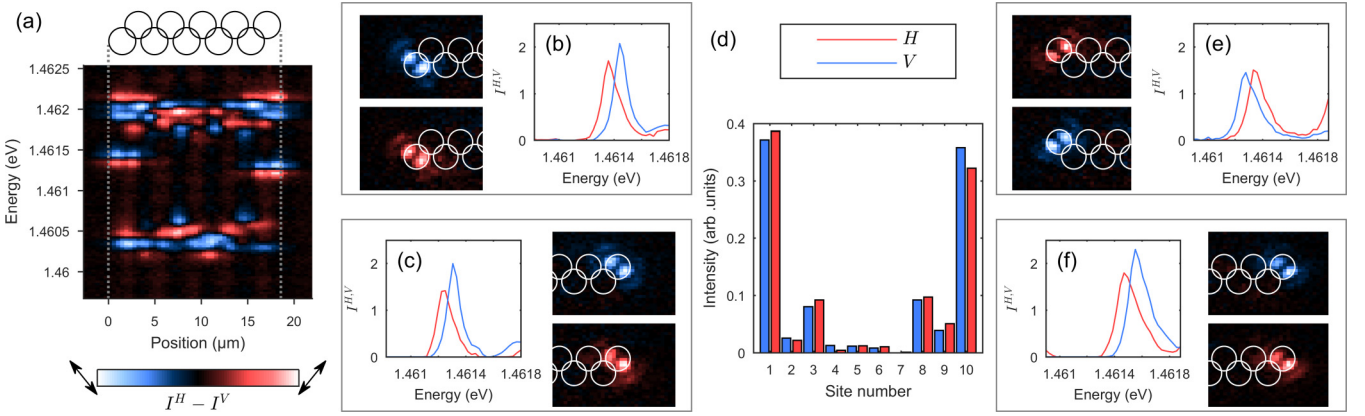 (a)
1.4625
1.462
1.4615
1.461
1.4605
1.46
Energy (eV)
0 5 10 15 20
Position (μm)
I^H − I^V
(b)
2
1
0
I^{H,V}
1.461 1.4614 1.4618
Energy (eV)
(c)
2
1
0
I^{H,V}
1.461 1.4614 1.4618
Energy (eV)
(d)
H
V
0.4
0.3
0.2
0.1
0
Intensity (arb .units)
1 2 3 4 5 6 7 8 9 10
Site number
(e)
2
1
0
I^{H,V}
1.461 1.4614 1.4618
Energy (eV)
(f)
2
1
0
I^{H,V}
1.461 1.4614 1.4618
Energy (eV)